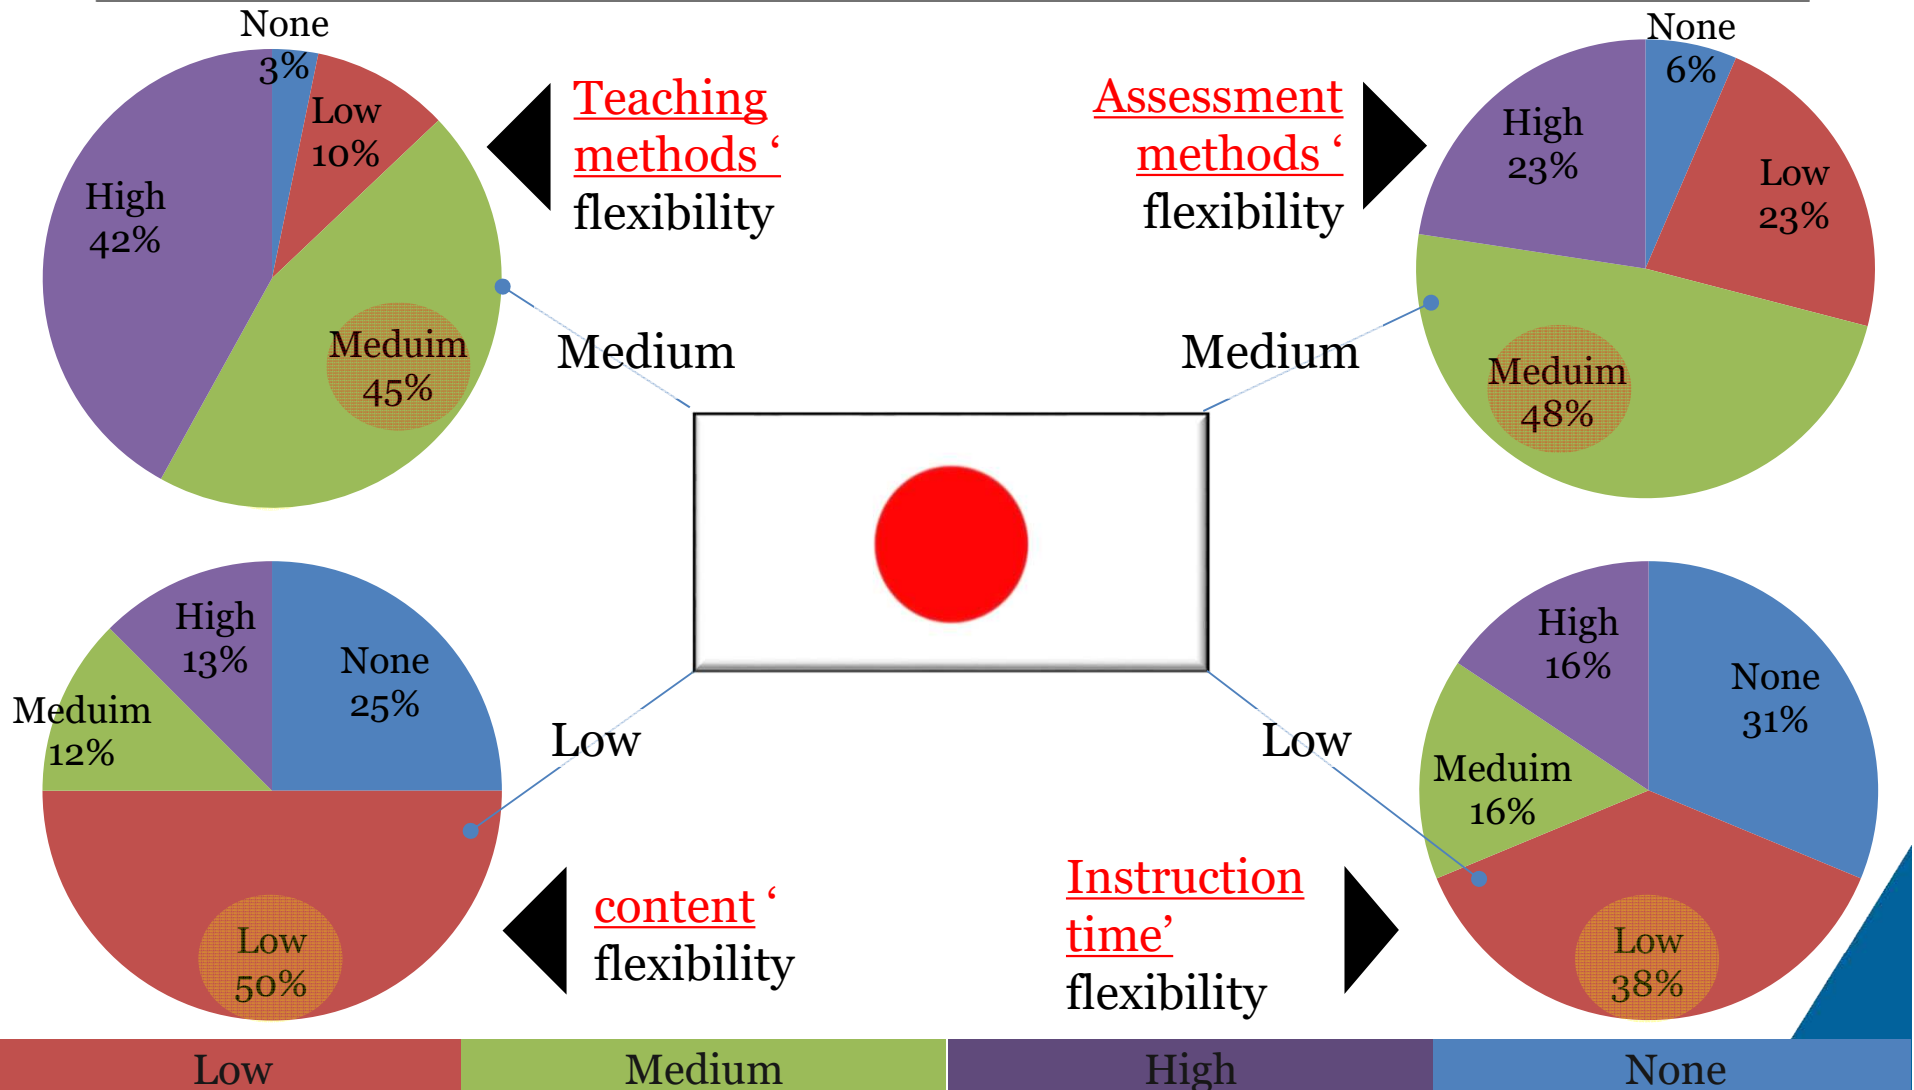 None
3%
Low
10%
High
42%
Meduim
45%
Teaching
methods ‘
flexibility
Medium
Assessment
methods ‘
flexibility
Medium
None
6%
High
23%
Low
23%
Meduim
48%
High
13%
None
25%
Meduim
12%
Low
50%
Low
content ‘
flexibility
Low
Instruction
time’
flexibility
High
16%
None
31%
Meduim
16%
Low
38%
Low
Medium
High
None